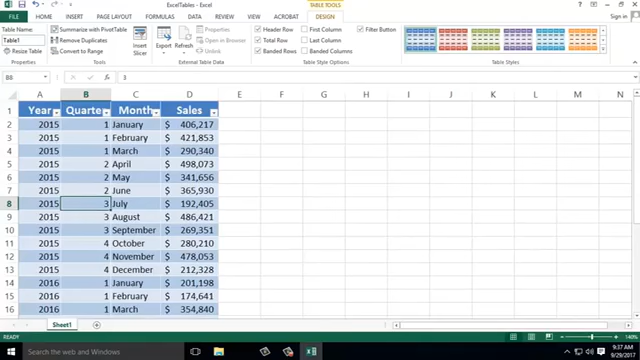 ExcelTables - Excel
TABLE TOOLS
FILE HOME INSERT PAGE LAYOUT FORMULAS DATA REVIEW VIEW ACROBAT DESIGN
Sign in
Table Name:
Table1
Resize Table
Properties
Summarize with PivotTable
Remove Duplicates
Convert to Range
Tools
Insert Slicer
Export
Refresh
Properties
Open in Browser
Unlink
External Table Data
Header Row
Total Row
Banded Rows
First Column
Last Column
Banded Columns
Filter Button
Table Style Options
Table Styles
B8 fx 3
A B C D E F G H I J K L M N
1 Year Quarte Month Sales
2 2015 1 January $ 406,217
3 2015 1 February $ 421,853
4 2015 1 March $ 290,340
5 2015 2 April $ 498,073
6 2015 2 May $ 341,656
7 2015 2 June $ 365,930
8 2015 3 July $ 192,405
9 2015 3 August $ 486,421
10 2015 3 September $ 269,351
11 2015 4 October $ 280,210
12 2015 4 November $ 478,053
13 2015 4 December $ 212,328
14 2016 1 January $ 201,198
15 2016 1 February $ 174,641
16 2016 1 March $ 354,840
Sheet1
READY
140%
Search the web and Windows
9:37 AM
9/29/2017